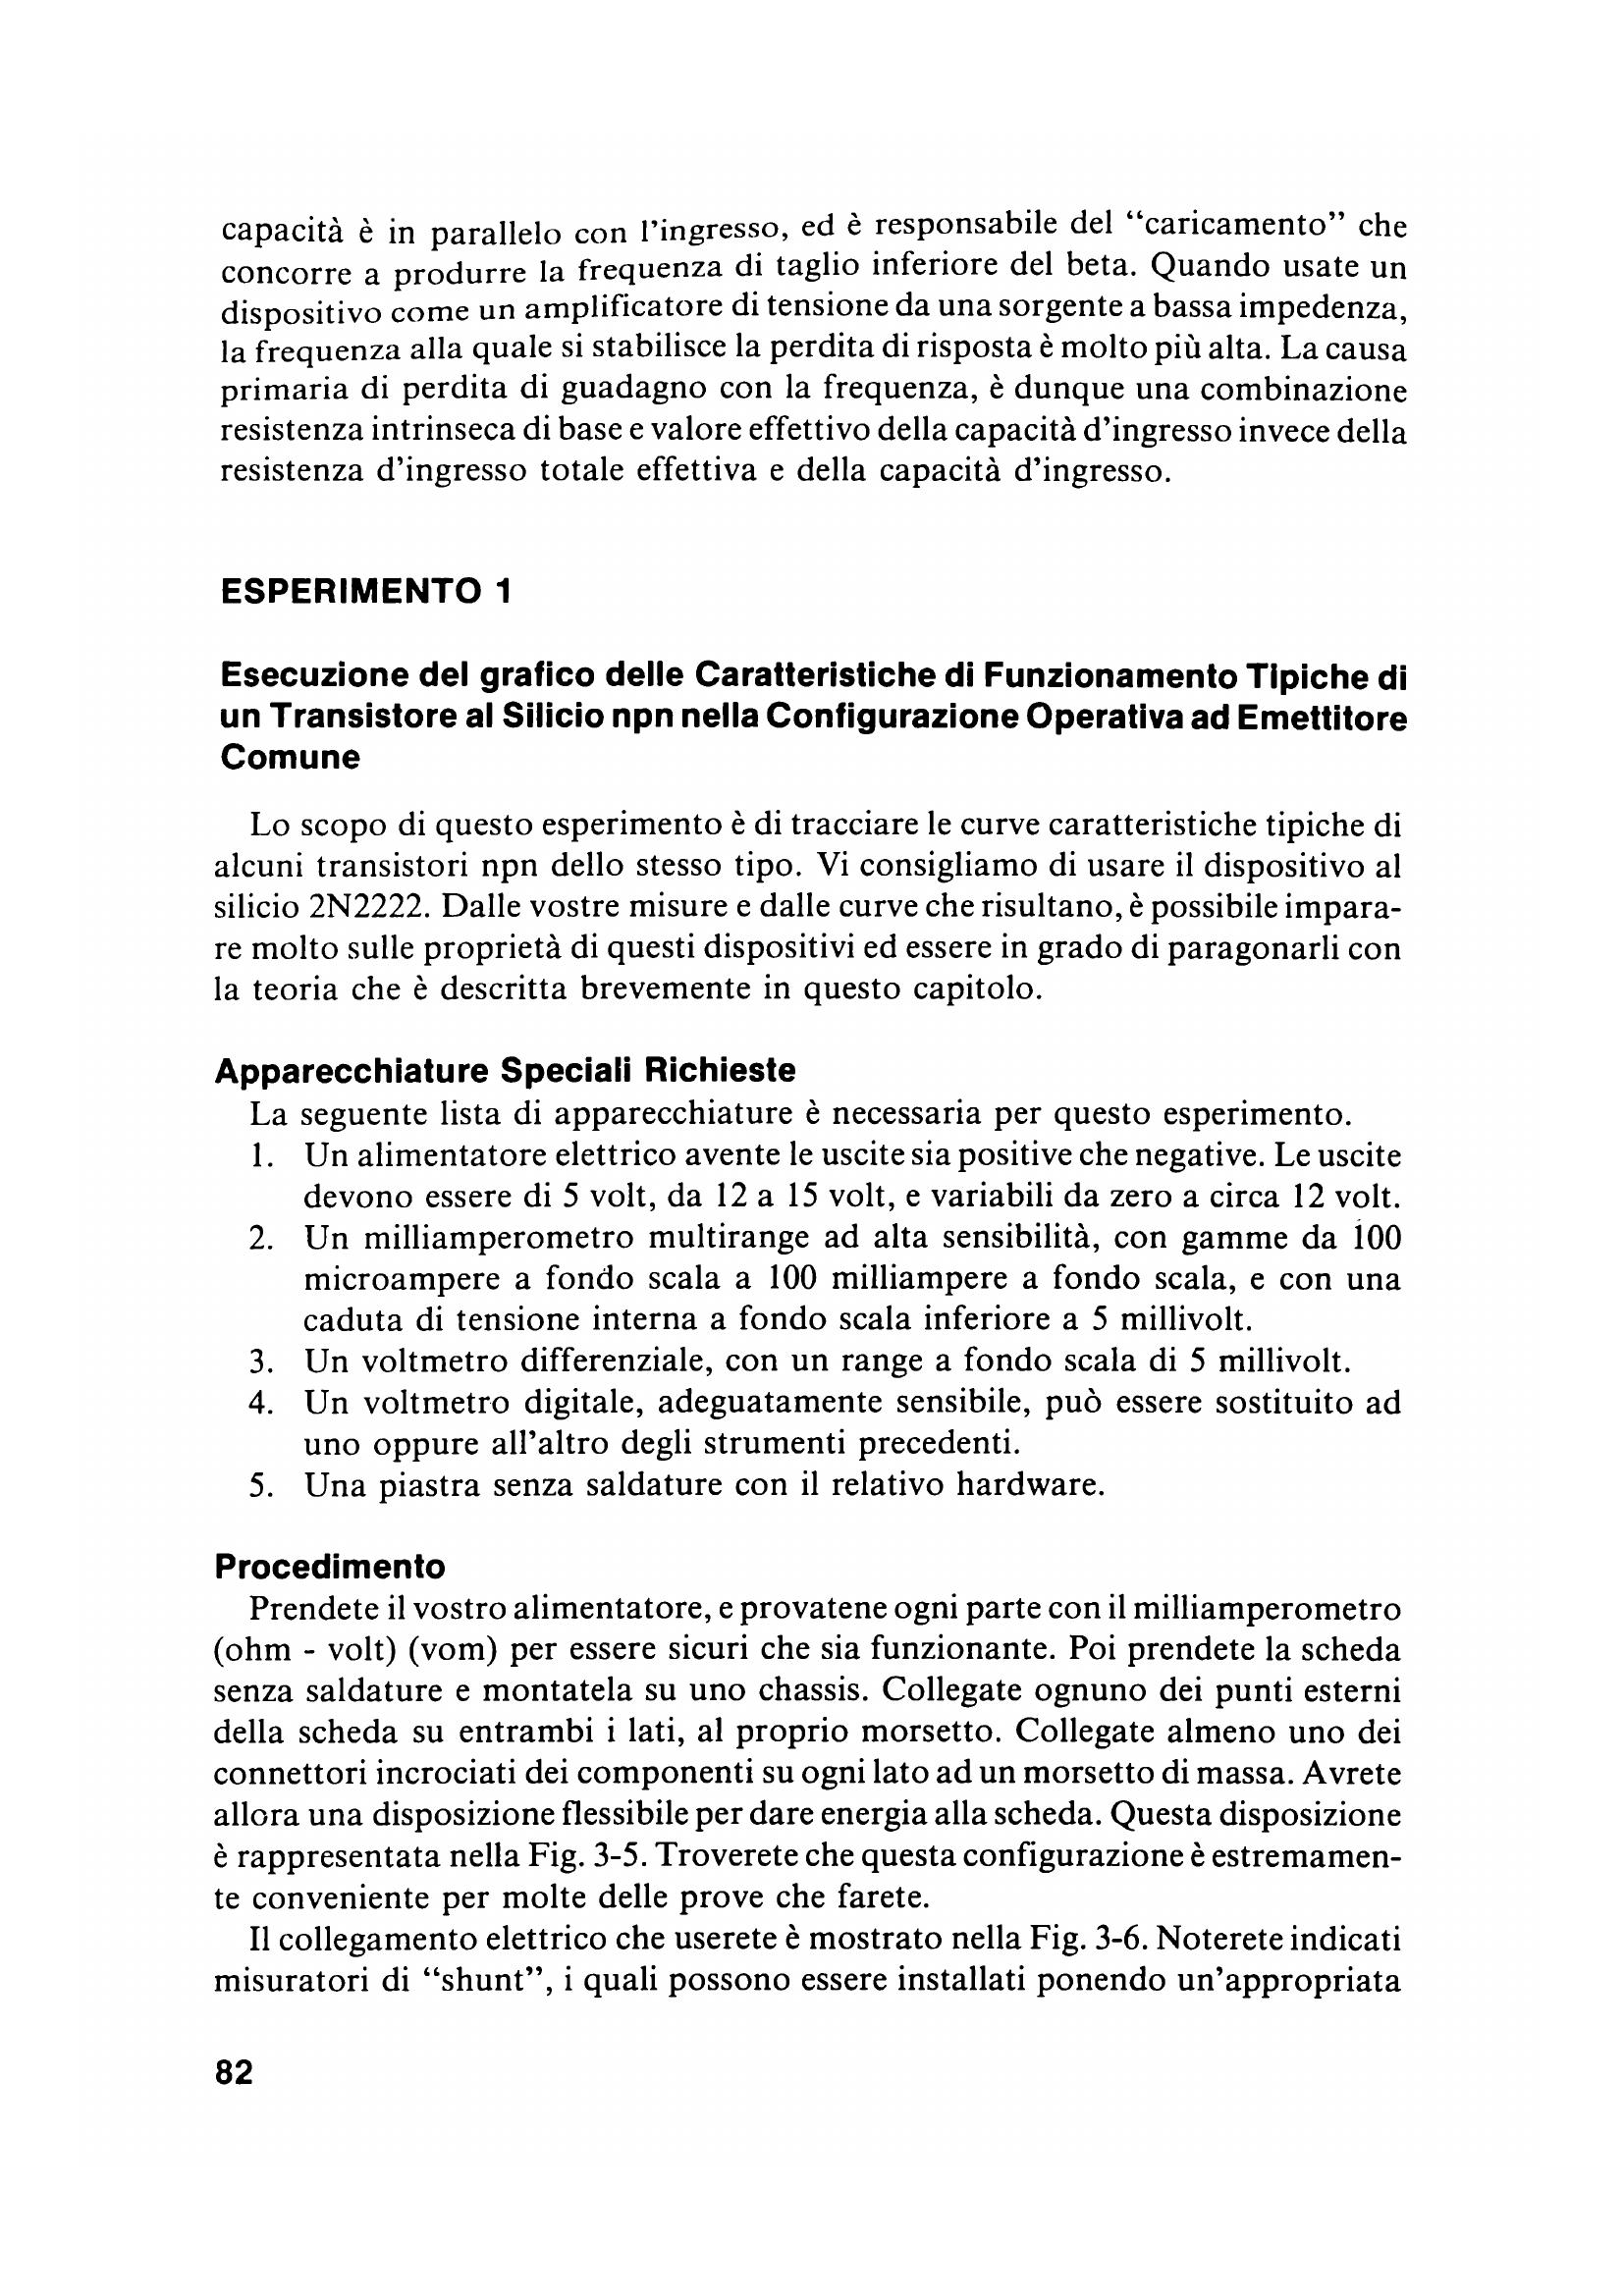 capacità è in parallelo con l'ingresso, ed è responsabile del “caricamento” che
concorre a produrre la frequenza di taglio inferiore del beta. Quando usate un
dispositivo come un amplificatore di tensione da una sorgente a bassa impedenza,
la frequenza alla quale si stabilisce la perdita di risposta è molto più alta. La causa
primaria di perdita di guadagno con la frequenza, è dunque una combinazione
resistenza intrinseca di base e valore effettivo della capacità d'ingresso invece della
resistenza d'ingresso totale effettiva e della capacità d'ingresso.
ESPERIMENTO 1
Esecuzione del grafico delle Caratteristiche di Funzionamento Tipiche di
un Transistore al Silicio npn nella Configurazione Operativa ad Emettitore
Comune
Lo scopo di questo esperimento è di tracciare le curve caratteristiche tipiche di
alcuni transistori npn dello stesso tipo. Vi consigliamo di usare il dispositivo al
silicio 2N2222. Dalle vostre misure e dalle curve che risultano, è possibile impara-
re molto sulle proprietà di questi dispositivi ed essere in grado di paragonarli con
la teoria che è descritta brevemente in questo capitolo.
Apparecchiature Speciali Richieste
La seguente lista di apparecchiature è necessaria per questo esperimento.
1. Un alimentatore elettrico avente le uscite sia positive che negative. Le uscite
devono essere di 5 volt, da 12 a 15 volt, e variabili da zero a circa 12 volt.
2. Un milliamperometro multirange ad alta sensibilità, con gamme da 100
microampere a fondo scala a 100 milliampere a fondo scala, e con una
caduta di tensione interna a fondo scala inferiore a 5 millivolt.
3. Un voltmetro differenziale, con un range a fondo scala di 5 millivolt.
4. Un voltmetro digitale, adeguatamente sensibile, può essere sostituito ad
uno oppure all'altro degli strumenti precedenti.
5. Una piastra senza saldature con il relativo hardware.
Procedimento
Prendete il vostro alimentatore, e provatene ogni parte con il milliamperometro
(ohm - volt) (vom) per essere sicuri che sia funzionante. Poi prendete la scheda
senza saldature e montatela su uno chassis. Collegate ognuno dei punti esterni
della scheda su entrambi i lati, al proprio morsetto. Collegate almeno uno dei
connettori incrociati dei componenti su ogni lato ad un morsetto di massa. Avrete
allora una disposizione flessibile per dare energia alla scheda. Questa disposizione
è rappresentata nella Fig. 3-5. Troverete che questa configurazione è estremamen-
te conveniente per molte delle prove che farete.
Il collegamento elettrico che userete è mostrato nella Fig. 3-6. Noterete indicati
misuratori di “shunt”, i quali possono essere installati ponendo un'appropriata
82